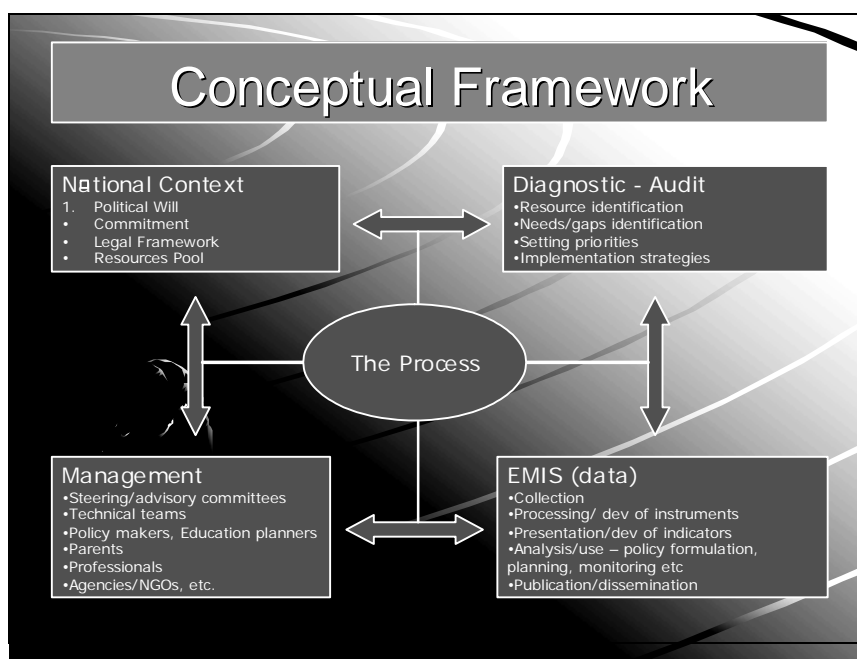 Conceptual Framework
National Context
1. Political Will
• Commitment
• Legal Framework
• Resources Pool
Diagnostic - Audit
•Resource identification
•Needs/gaps identification
•Setting priorities
•Implementation strategies
The Process
Management
•Steering/advisory committees
•Technical teams
•Policy makers, Education planners
•Parents
•Professionals
•Agencies/NGOs, etc.
EMIS (data)
•Collection
•Processing/ dev of instruments
•Presentation/dev of indicators
•Analysis/use – policy formulation,
planning, monitoring etc
•Publication/dissemination